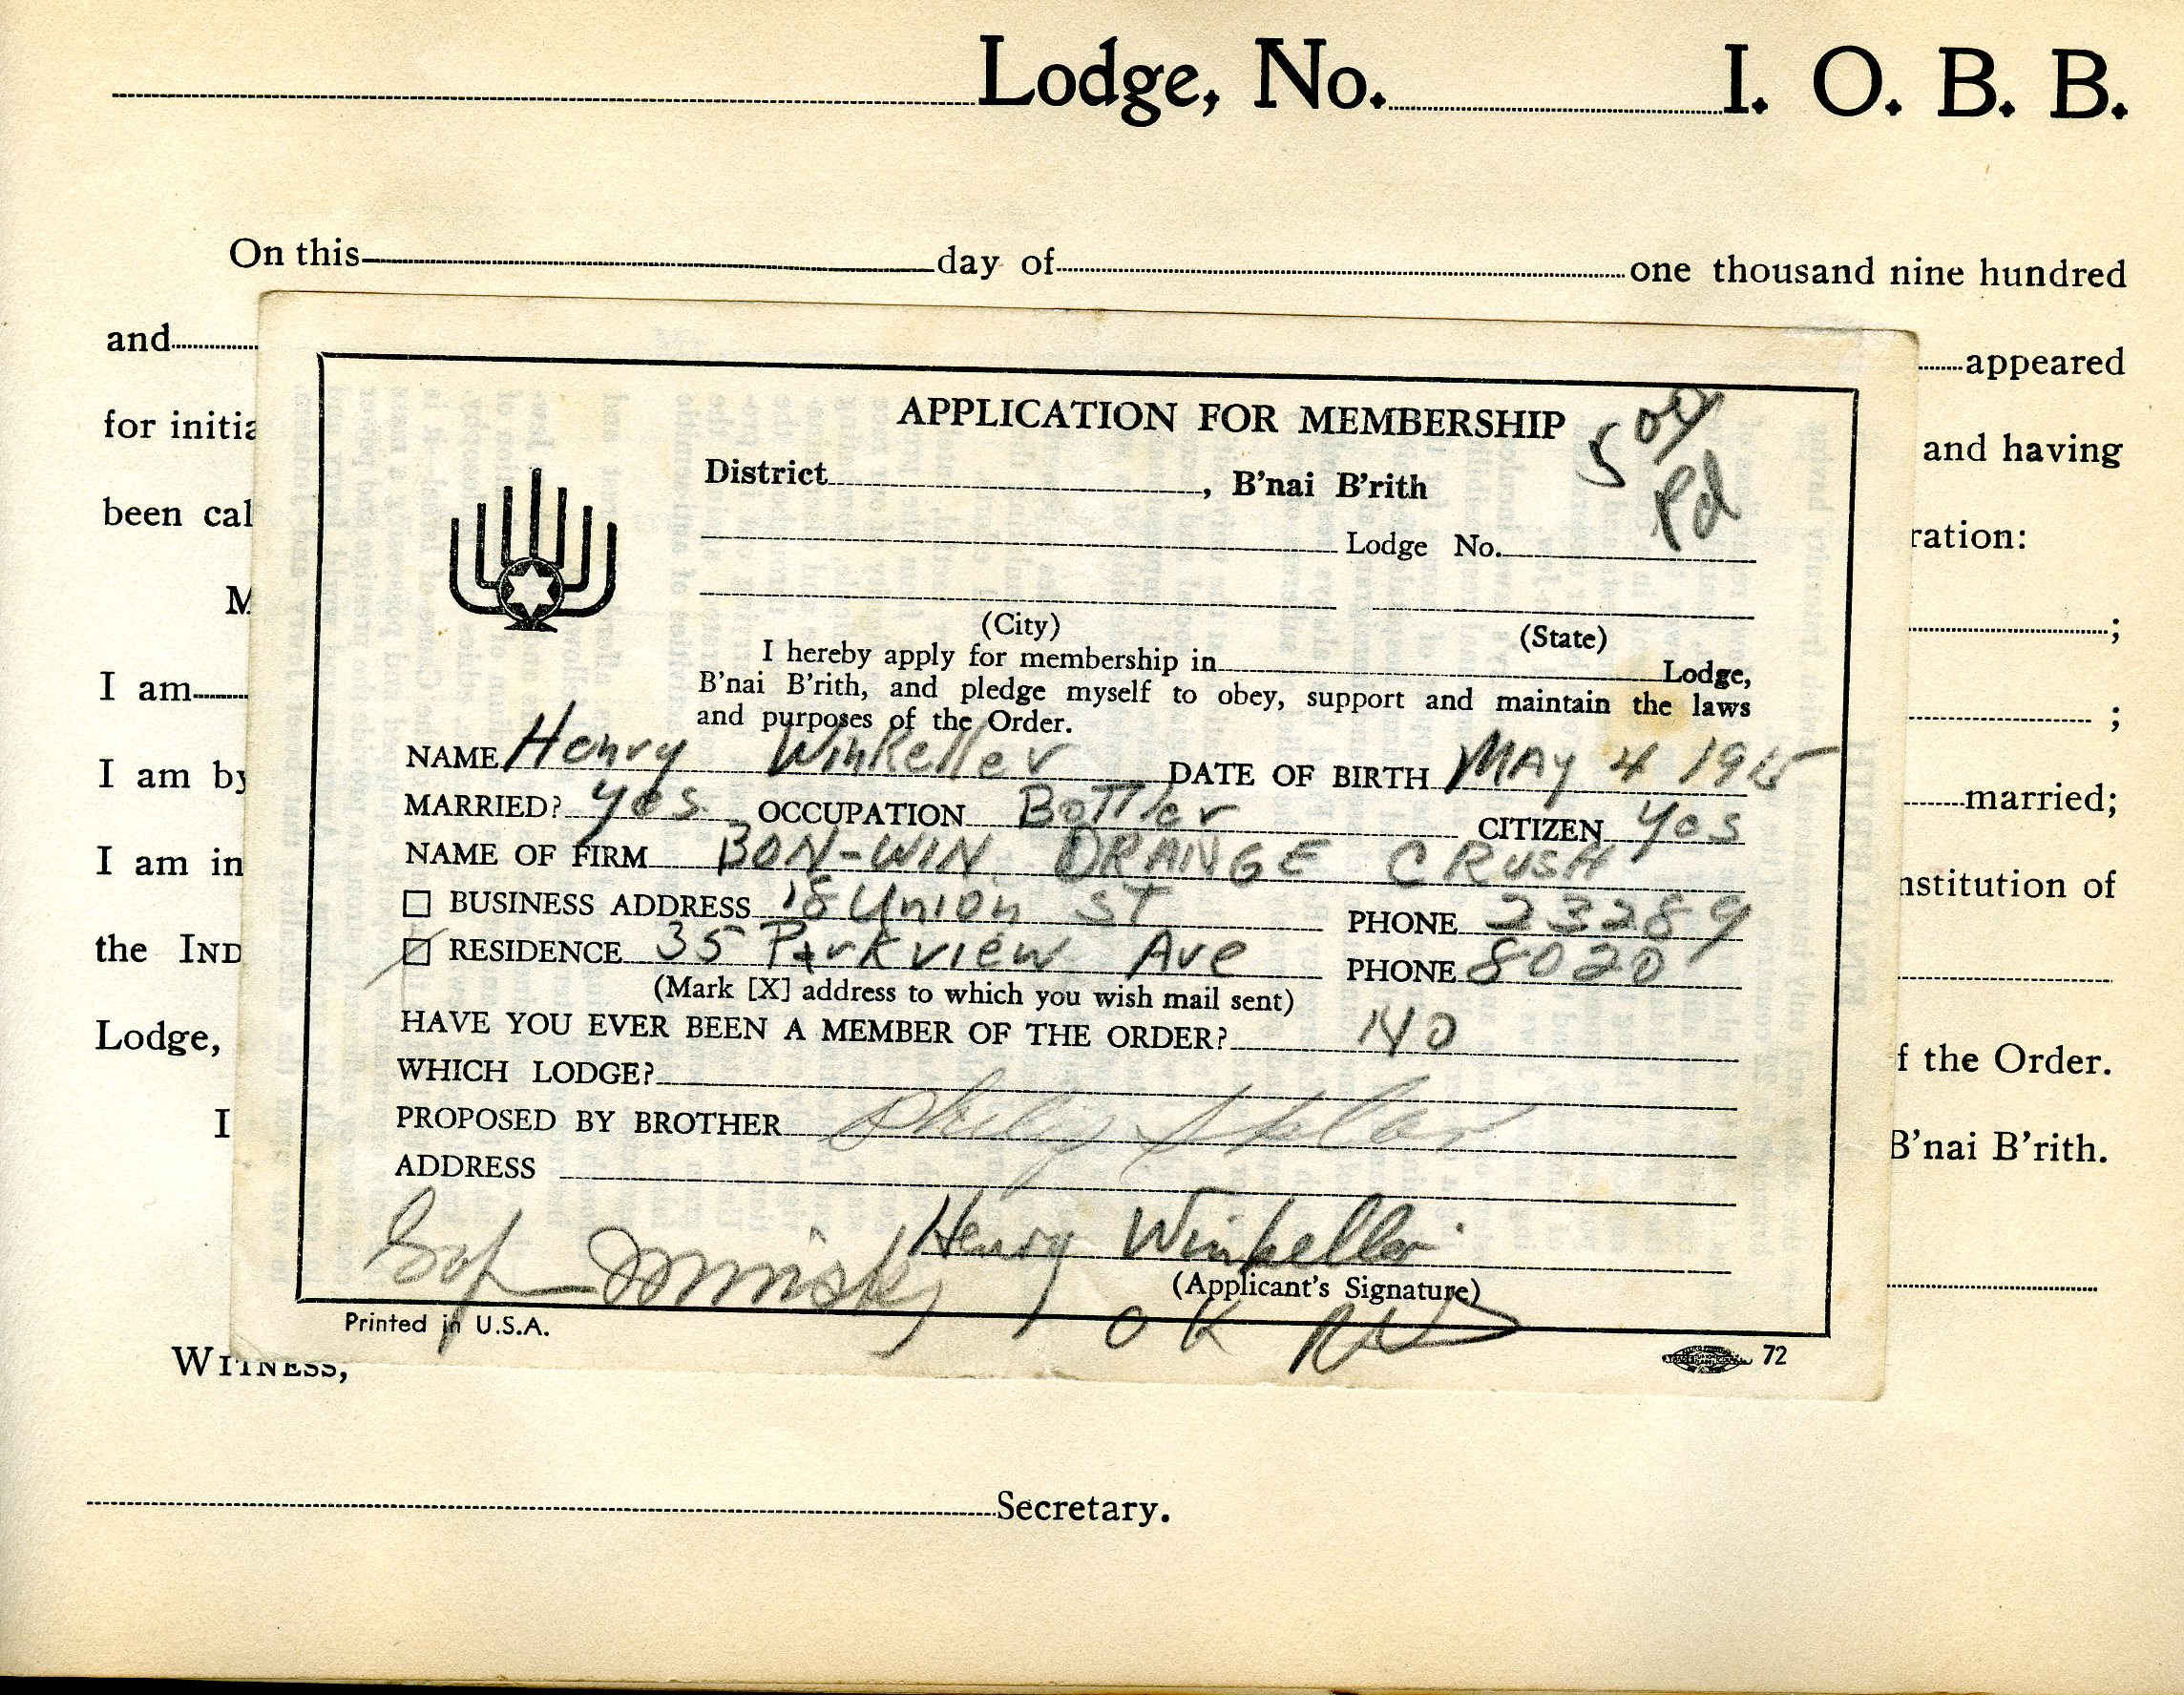 Lodge, No. I. O. B. B.
On this day of one thousand nine hundred
and appeared
for initia and having
been cal ration:
M ;
I am ;
I am by married;
I am in nstitution of
the IND
Lodge, f the Order.
I B'nai B'rith.
WITNESS,
Secretary.
APPLICATION FOR MEMBERSHIP
5 00
Pd
District , B'nai B'rith
Lodge No.
(City) (State)
I hereby apply for membership in Lodge,
B'nai B'rith, and pledge myself to obey, support and maintain the laws
and purposes of the Order.
NAME Henry Winkeller DATE OF BIRTH MAY 4 1915
MARRIED? yes OCCUPATION Bottler CITIZEN Yes
NAME OF FIRM BON-WIN ORANGE CRUSH
BUSINESS ADDRESS 18 Union ST PHONE 23289
RESIDENCE 35 Parkview Ave PHONE 8020
(Mark [X] address to which you wish mail sent)
HAVE YOU EVER BEEN A MEMBER OF THE ORDER? NO
WHICH LODGE?
PROPOSED BY BROTHER Philip
ADDRESS
Henry Winkeller
(Applicant's Signature)
OK
Printed in U.S.A.
72